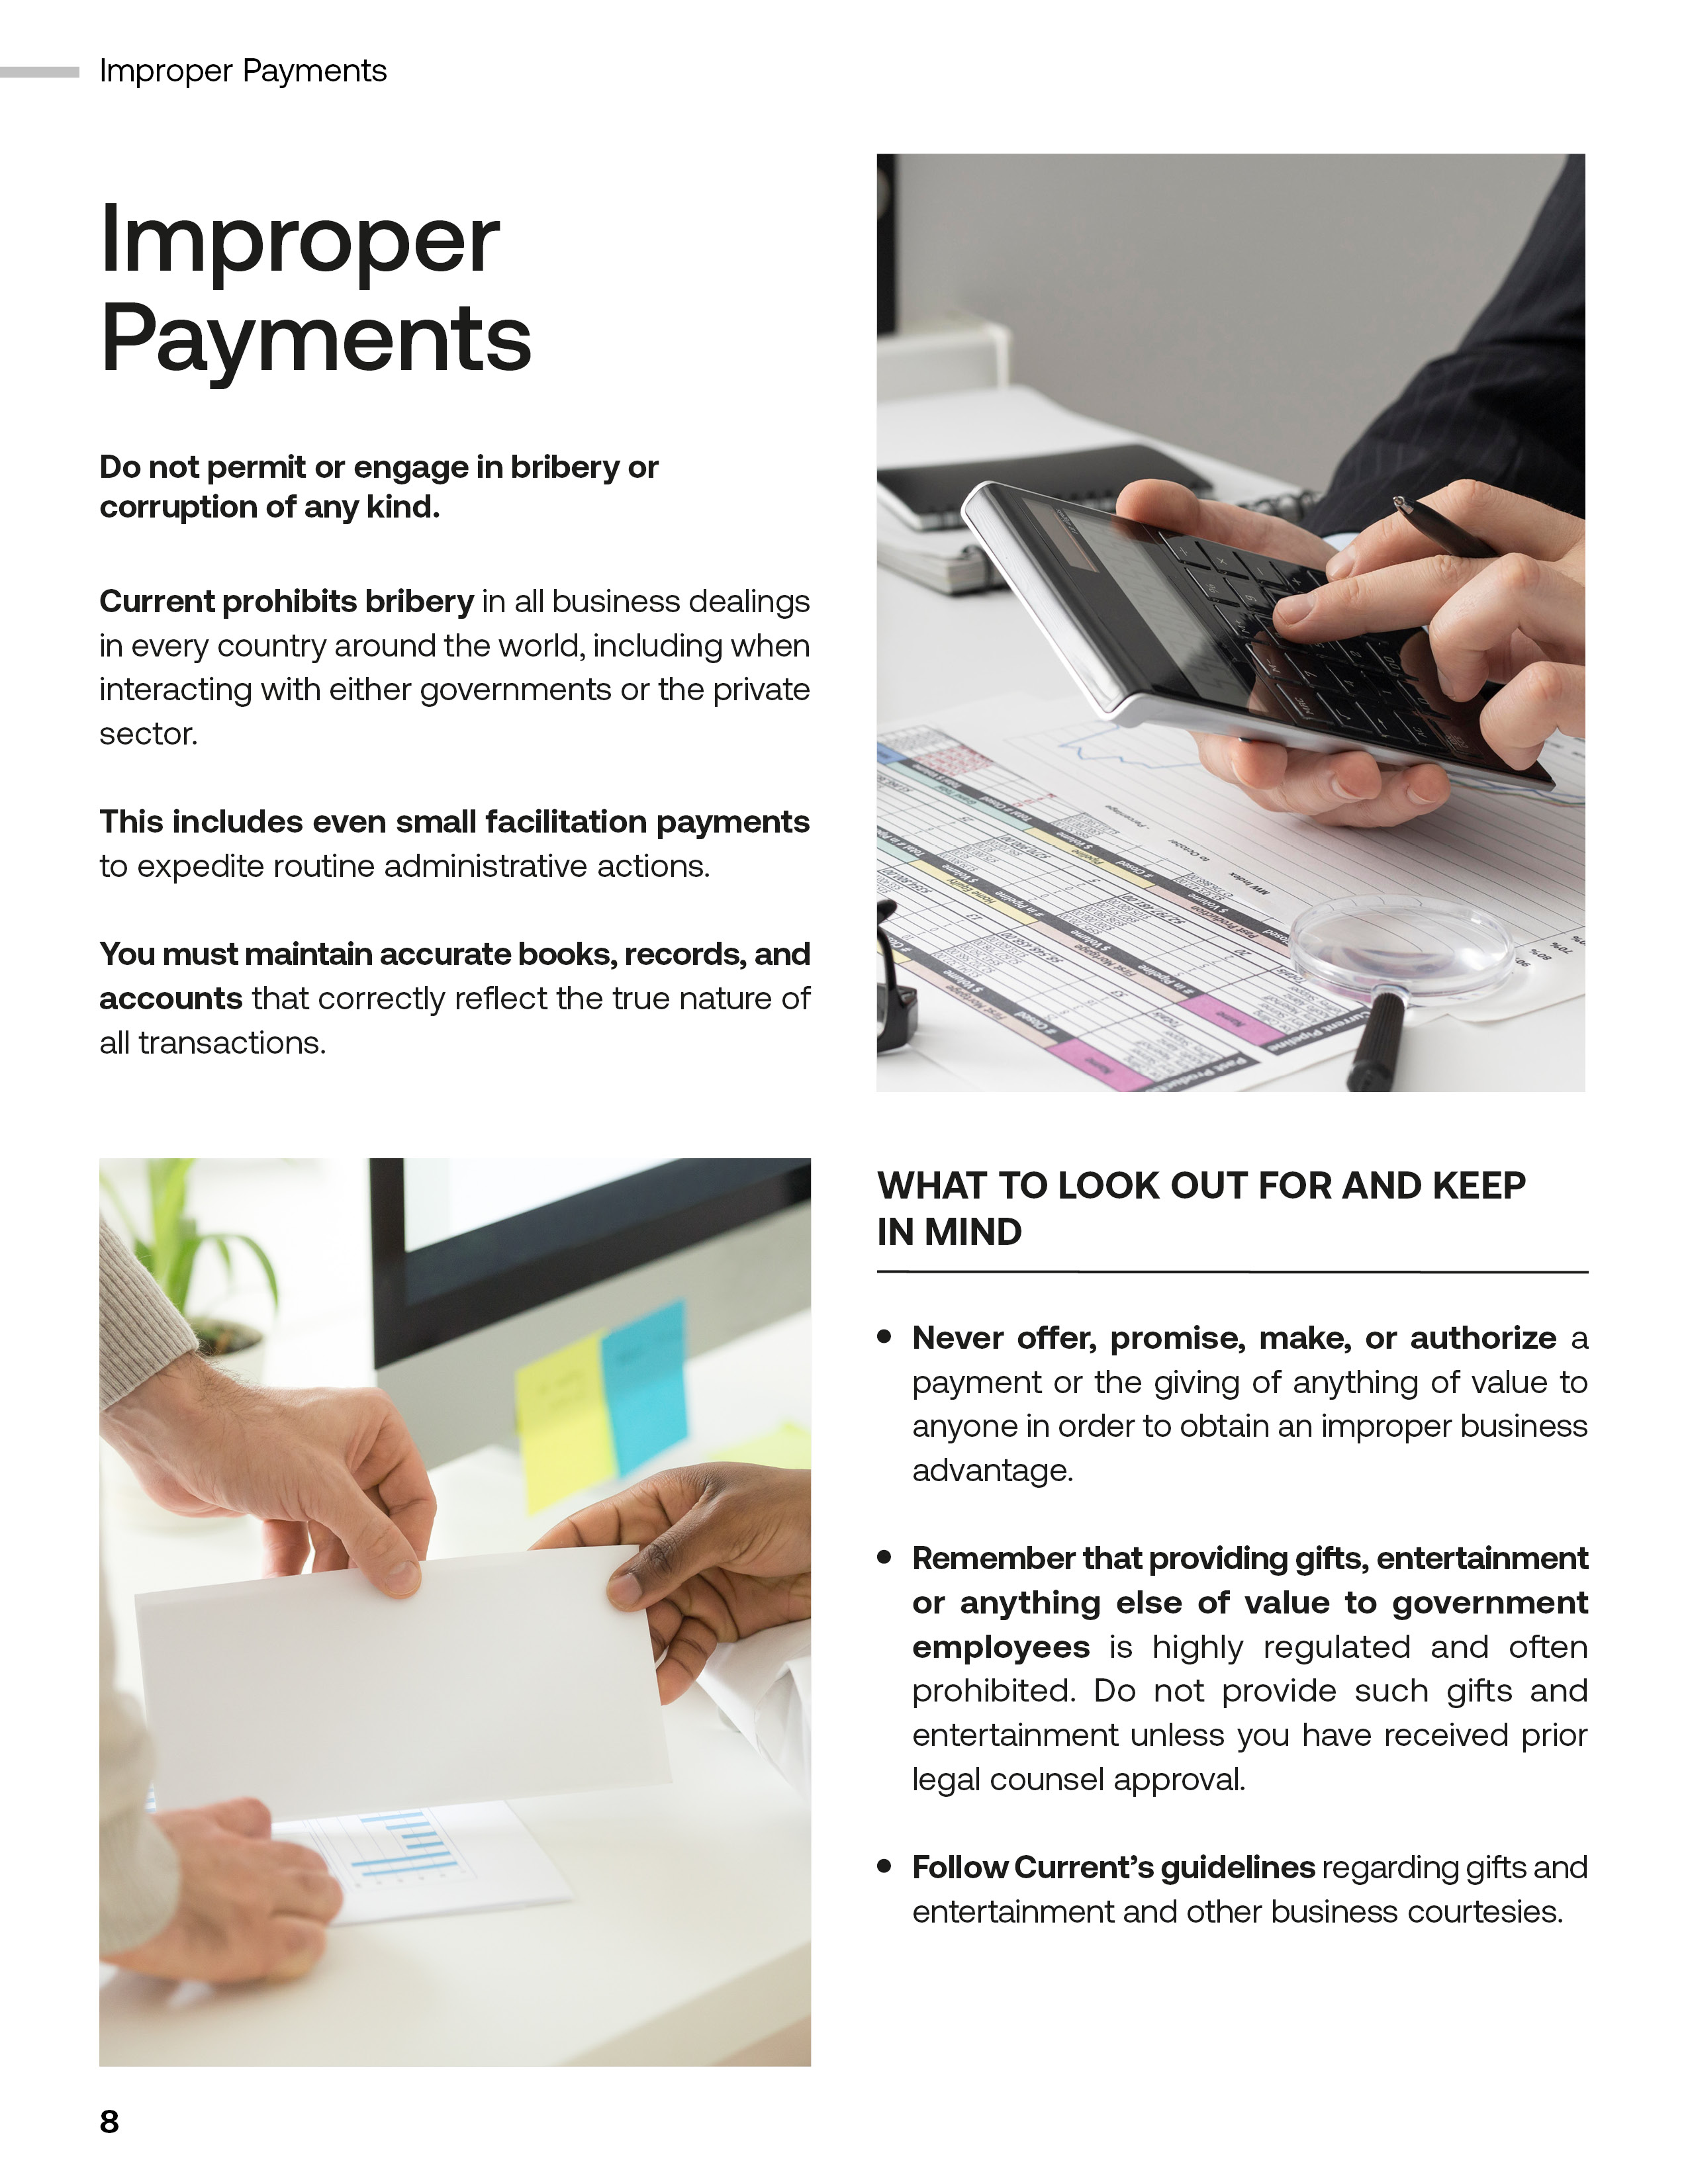 Improper Payments
Improper
Payments
Do not permit or engage in bribery or
corruption of any kind.
Current prohibits bribery in all business dealings
in every country around the world, including when
interacting with either governments or the private
sector.
This includes even small facilitation payments
to expedite routine administrative actions.
You must maintain accurate books, records, and
accounts that correctly reflect the true nature of
all transactions.
WHAT TO LOOK OUT FOR AND KEEP
IN MIND
• Never offer, promise, make, or authorize a
payment or the giving of anything of value to
anyone in order to obtain an improper business
advantage.
• Remember that providing gifts, entertainment
or anything else of value to government
employees is highly regulated and often
prohibited. Do not provide such gifts and
entertainment unless you have received prior
legal counsel approval.
• Follow Current’s guidelines regarding gifts and
entertainment and other business courtesies.
8